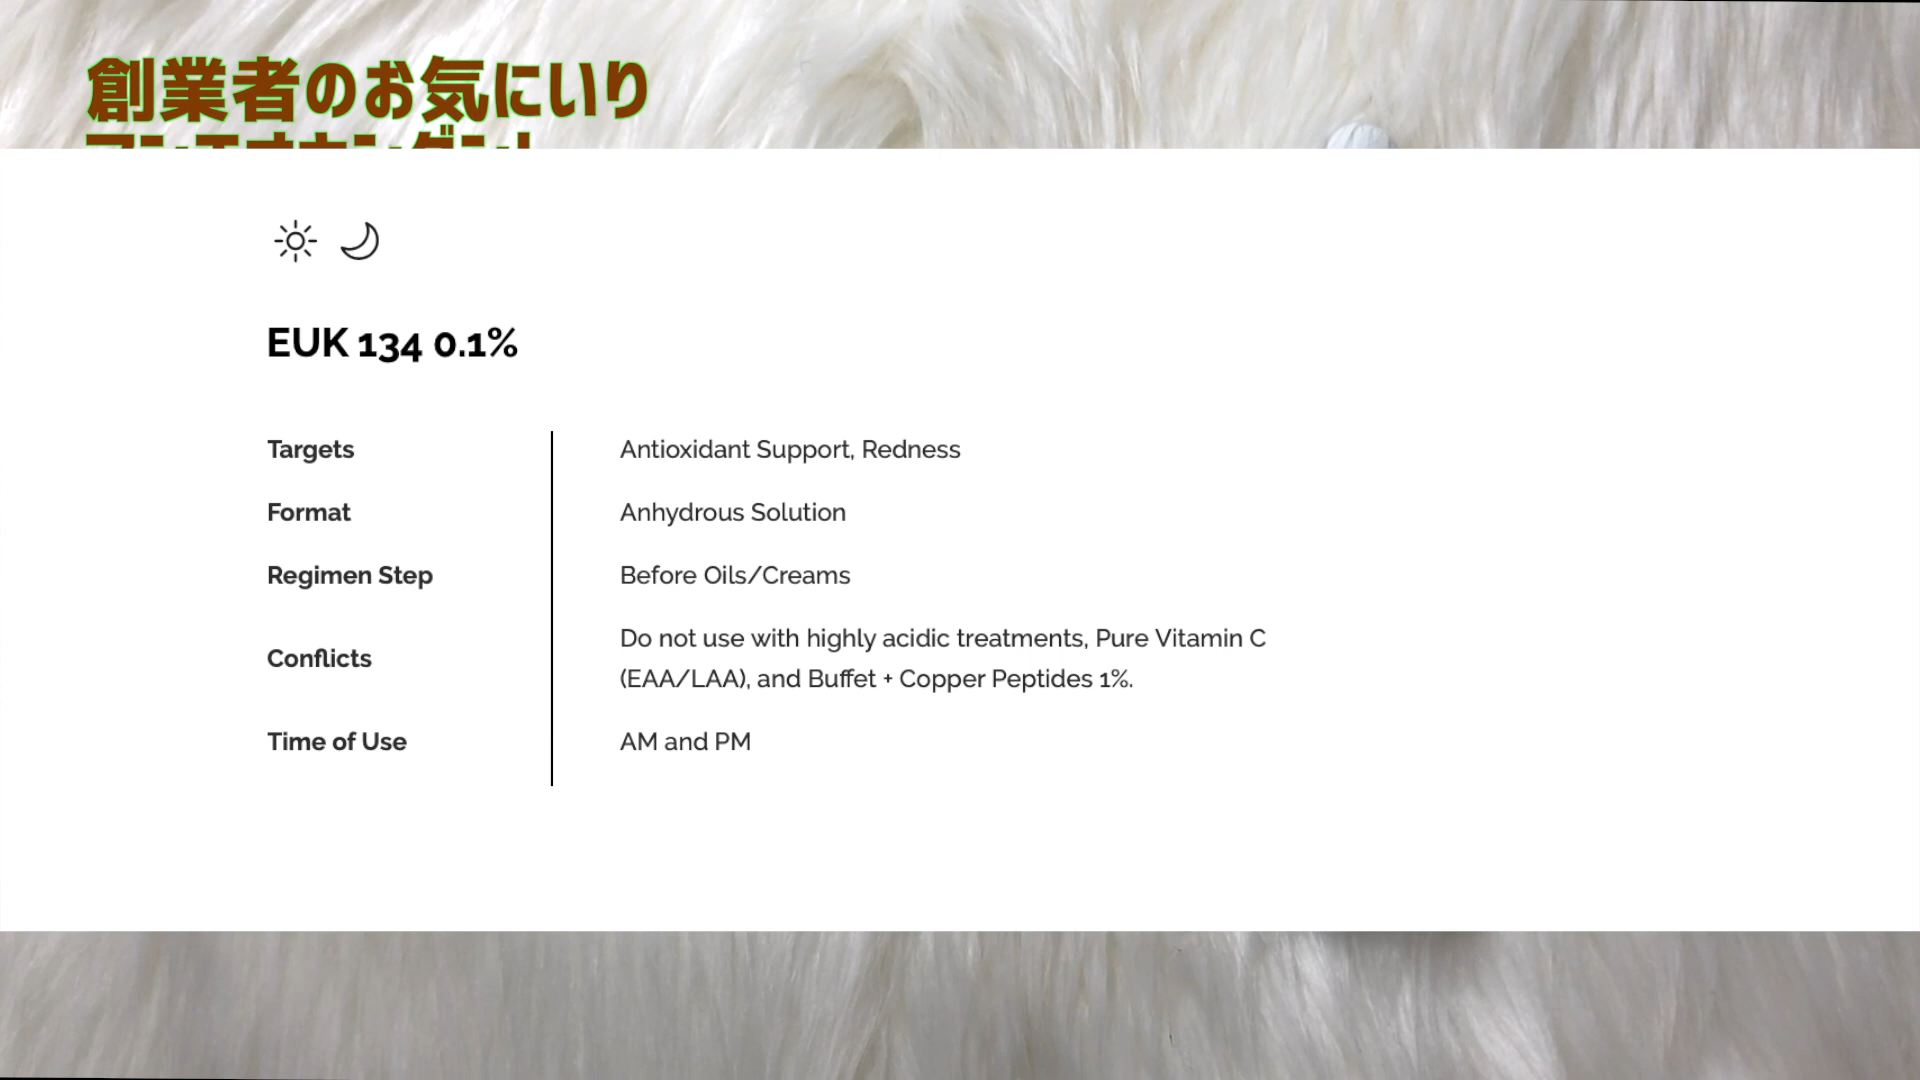 創業者のお気にいり
EUK 134 0.1%
Targets Antioxidant Support, Redness
Format Anhydrous Solution
Regimen Step Before Oils/Creams
Conflicts Do not use with highly acidic treatments, Pure Vitamin C
(EAA/LAA), and Buffet + Copper Peptides 1%.
Time of Use AM and PM